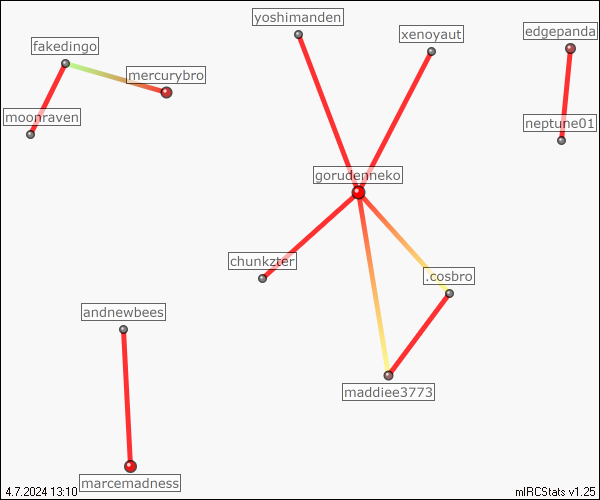 yoshimanden
edgepanda
xenoyaut
fakedingo
mercurybro
moonraven
neptune01
gorudenneko
chunkzter
.cosbro
andnewbees
maddiee3773
marcemadness
4.7.2024 13:10
mIRCStats v1.25